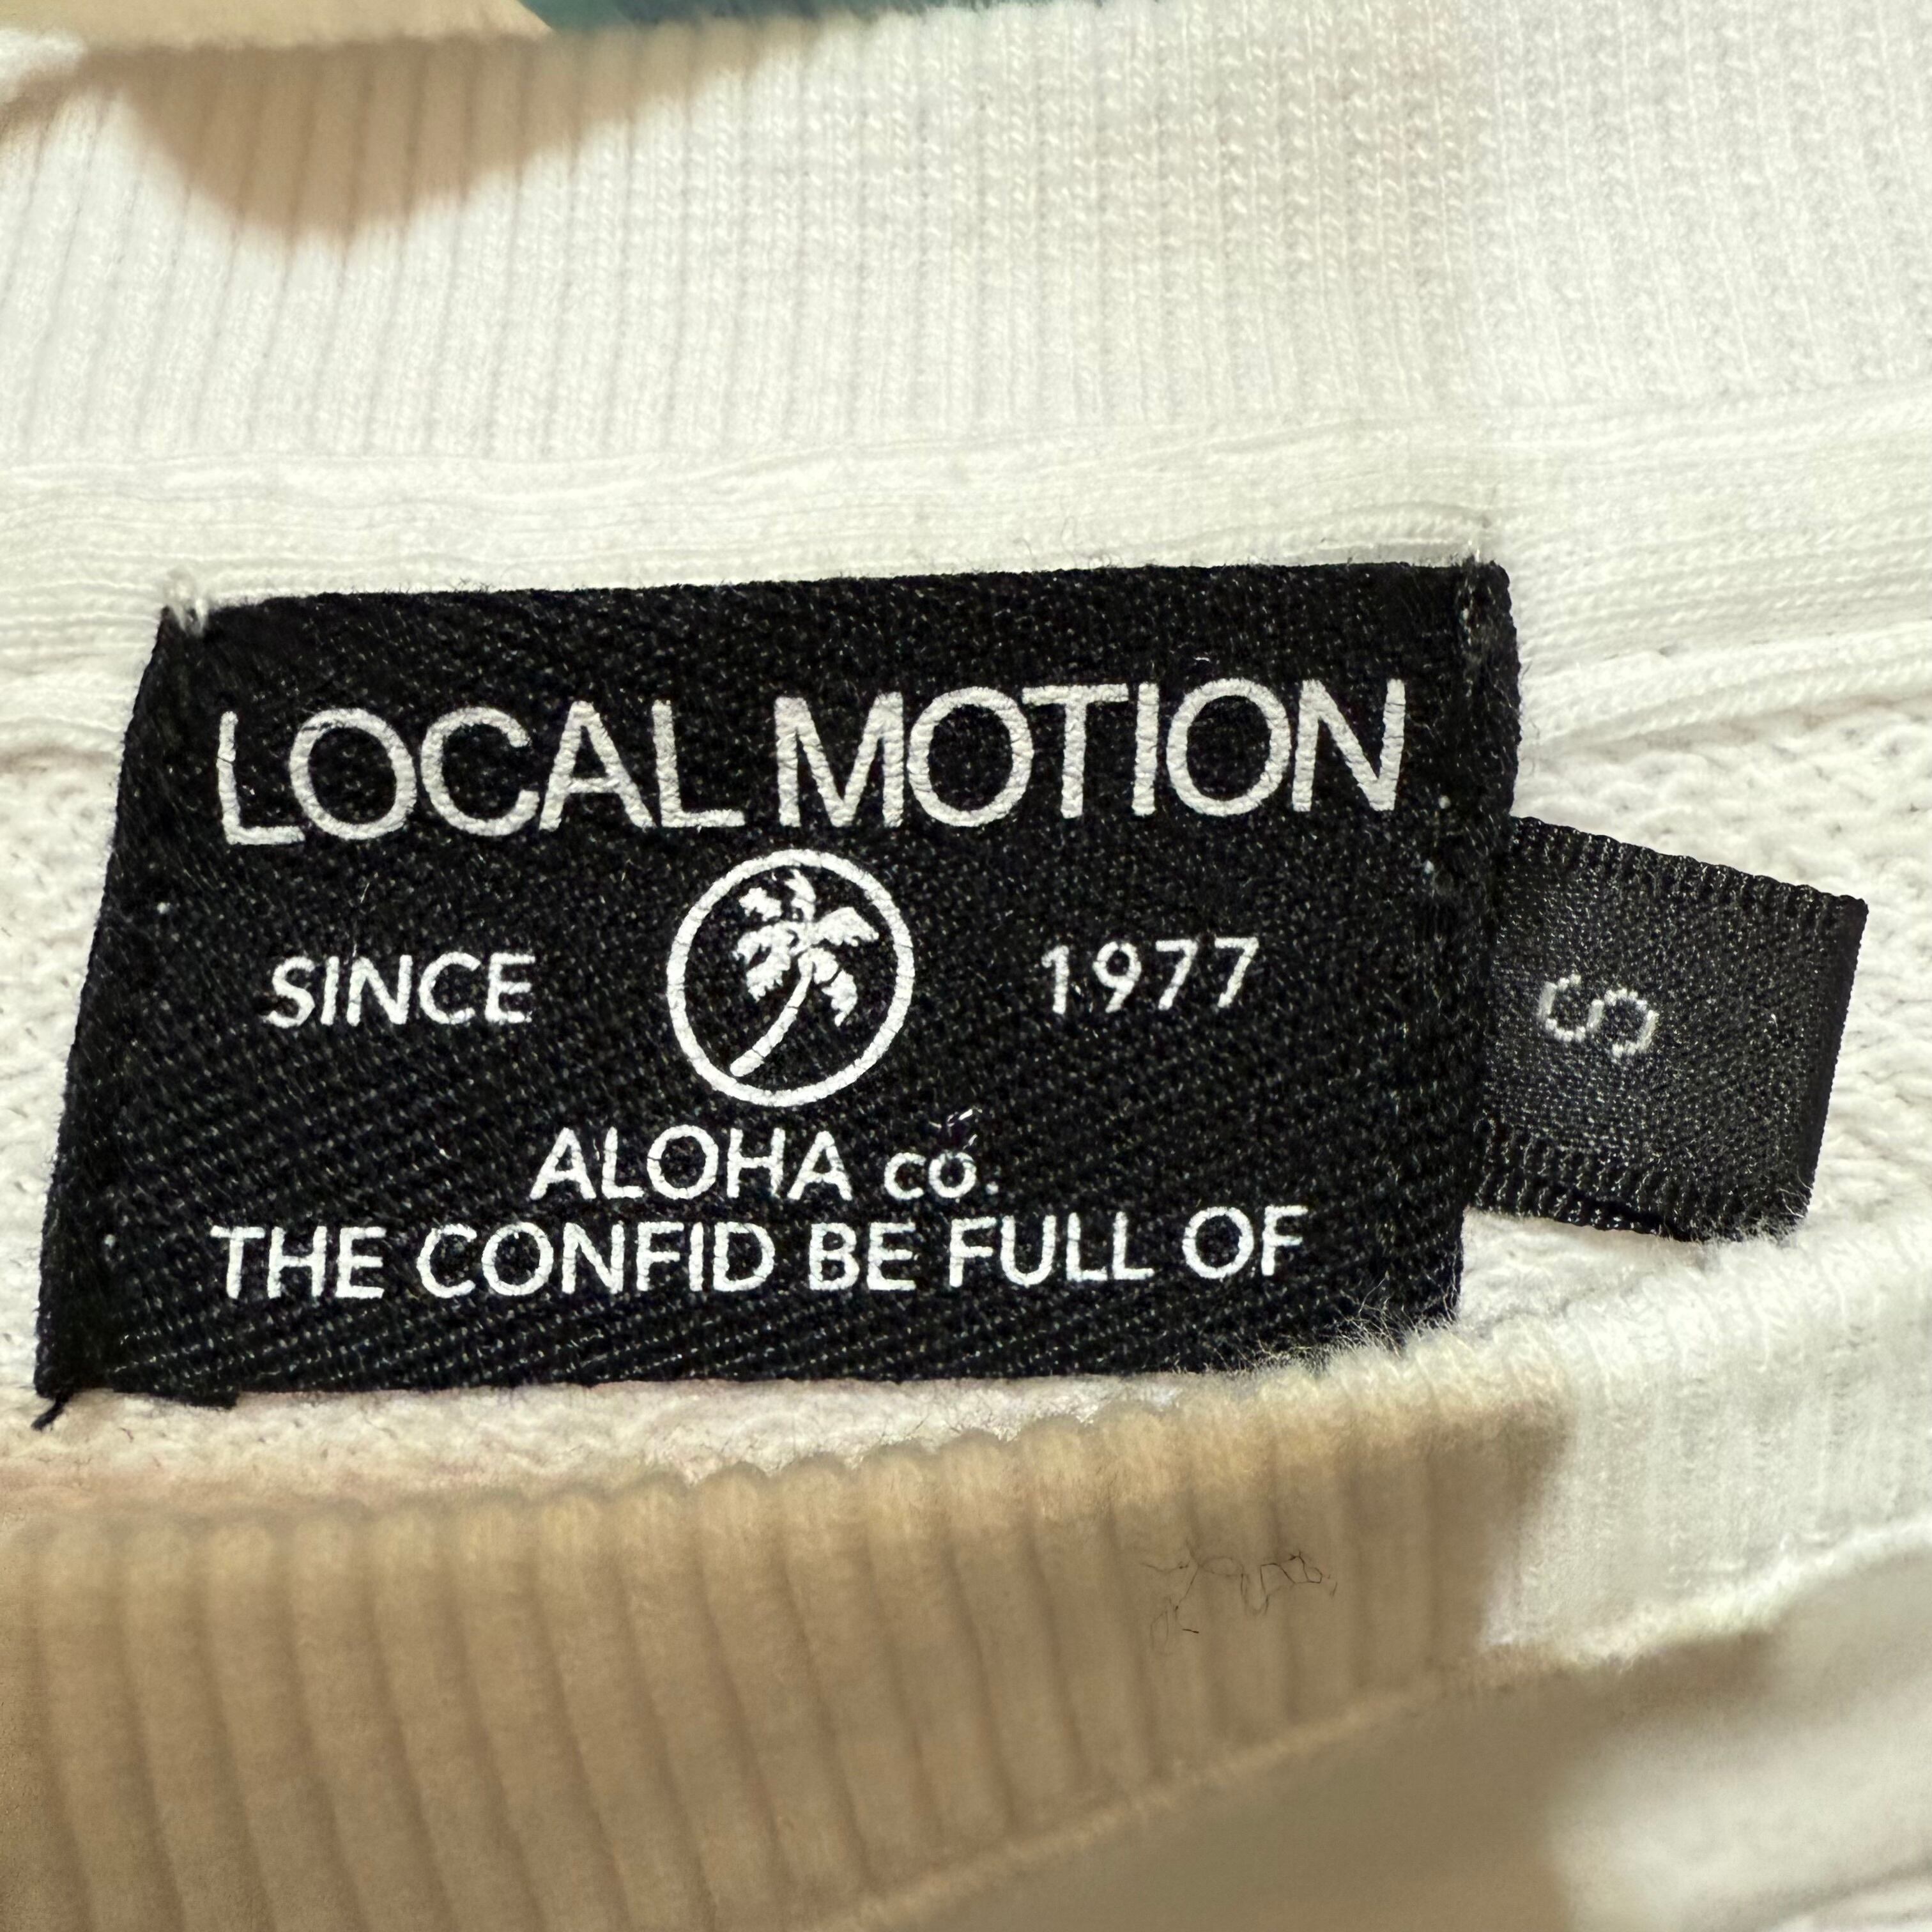 LOCAL MOTION
SINCE 1977
ALOHA co.
THE CONFID BE FULL OF
S